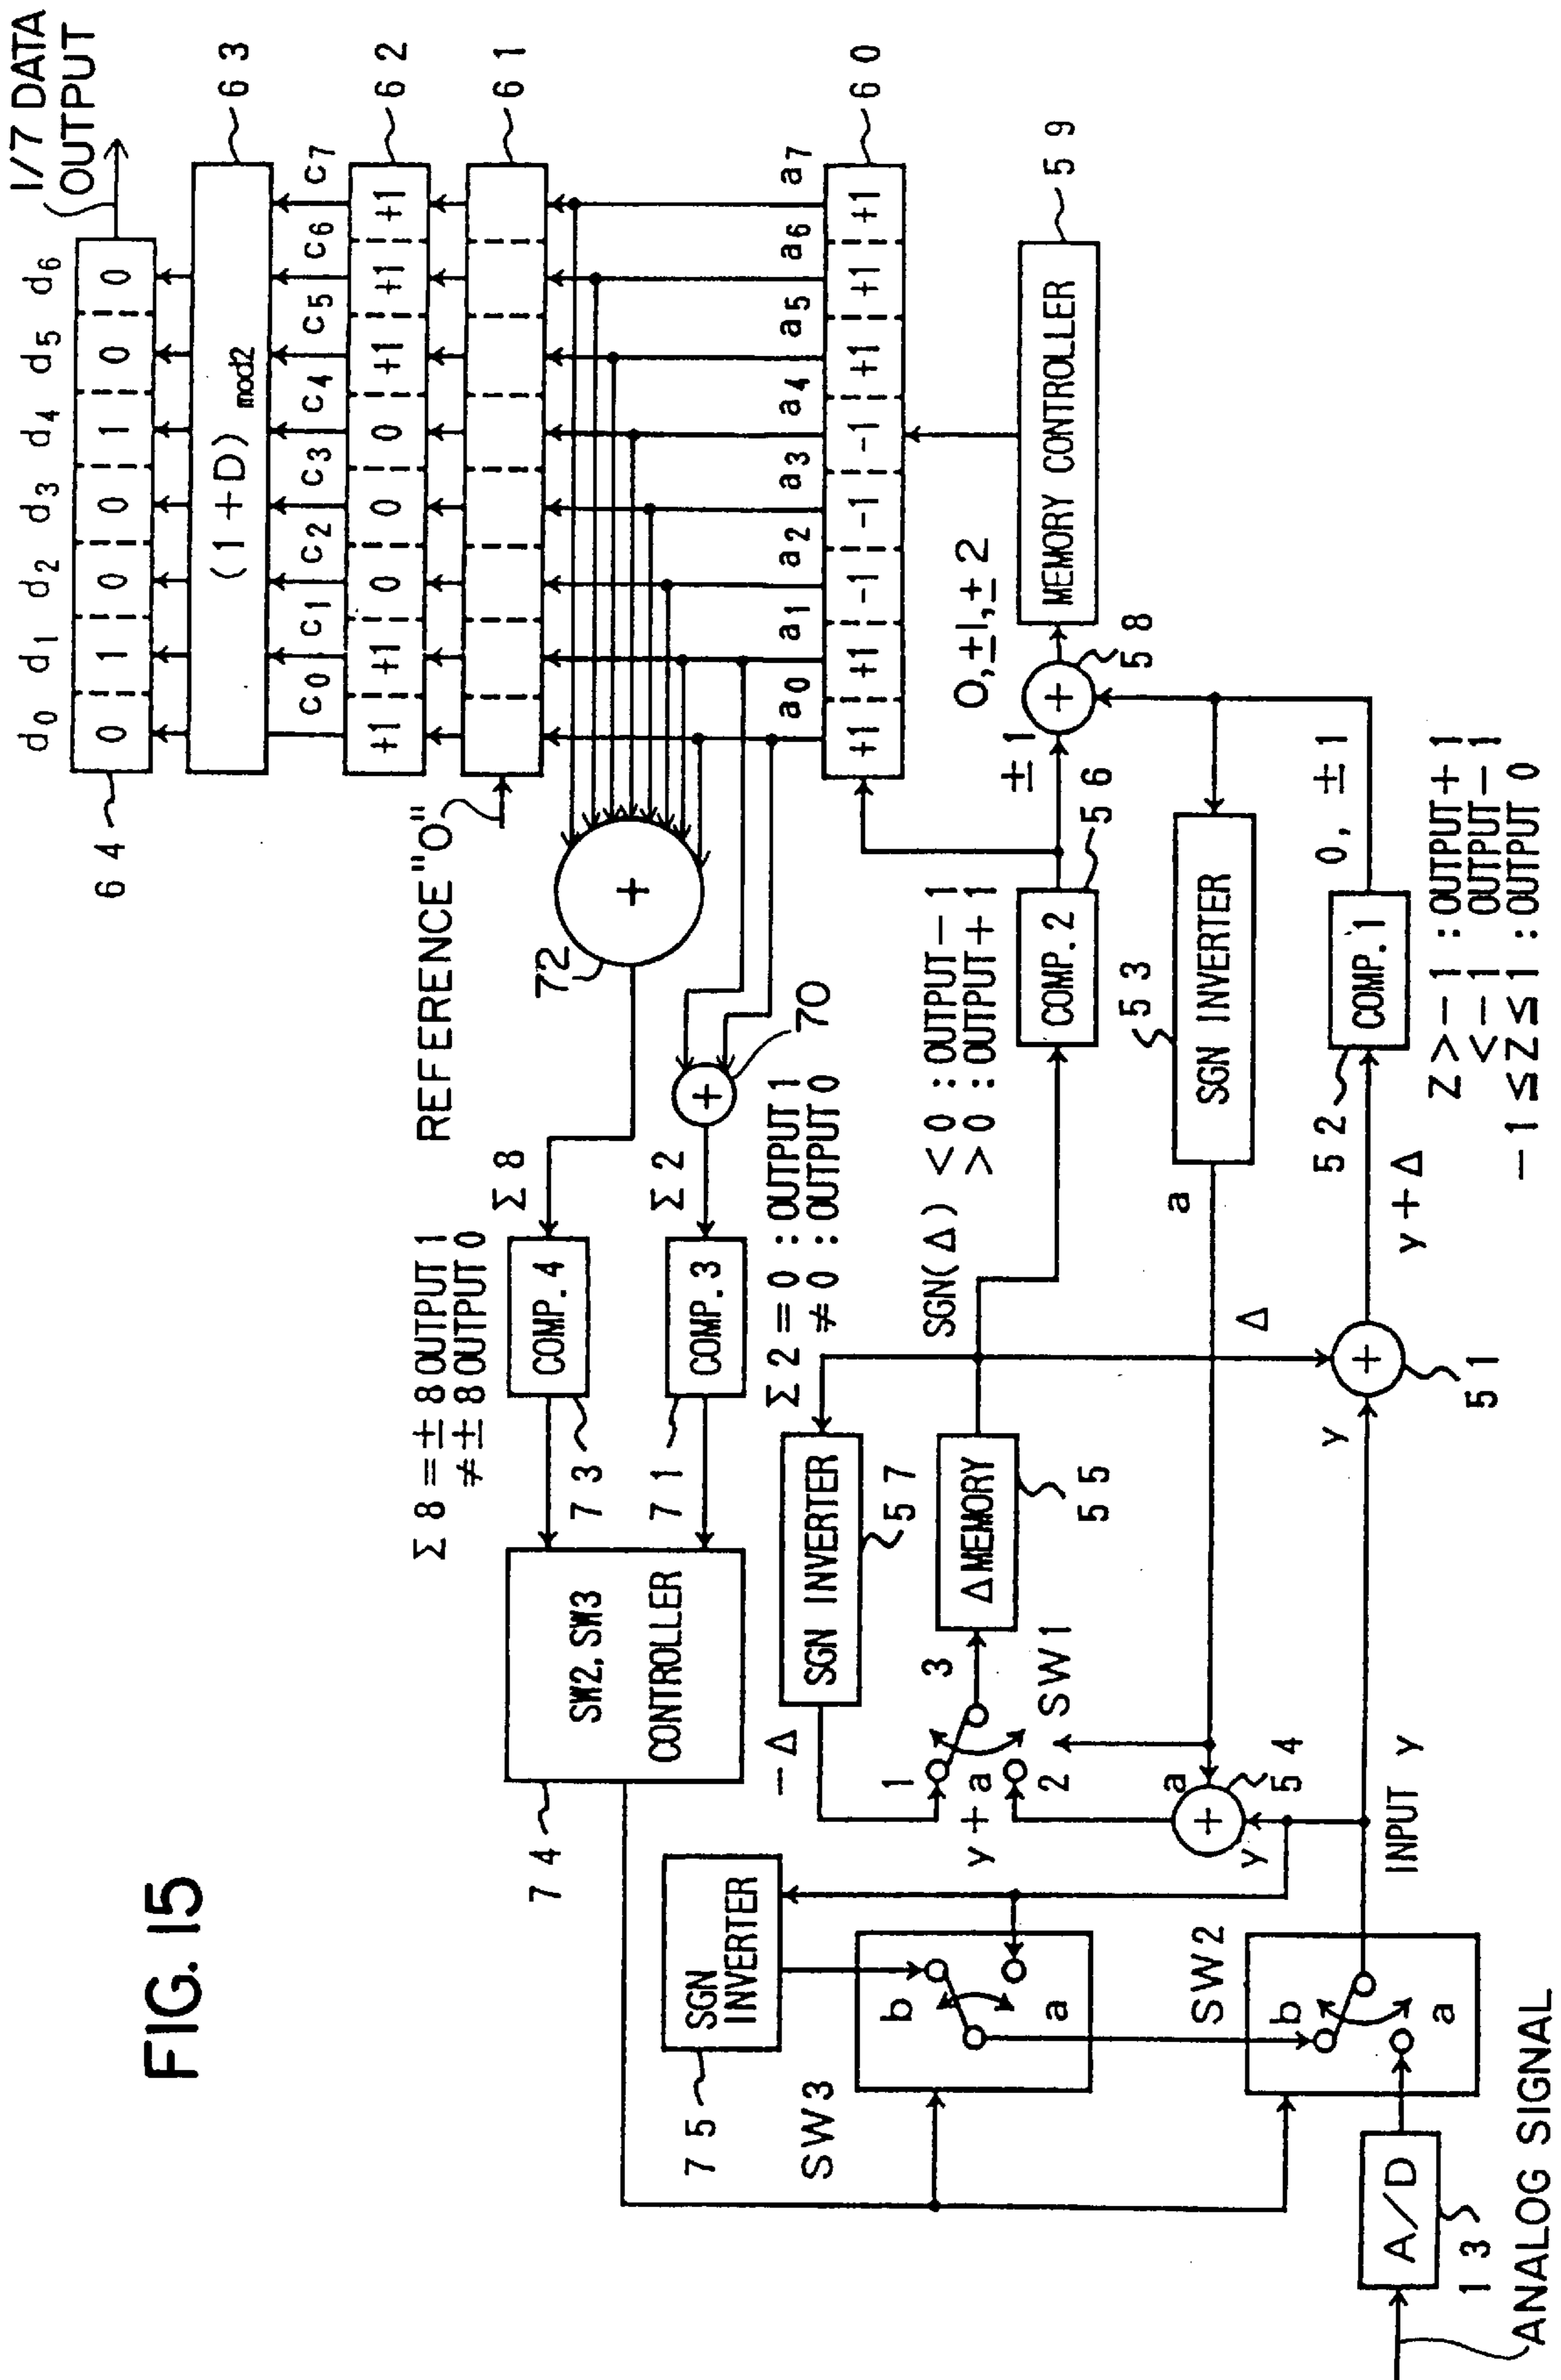 FIG. 15
ANALOG SIGNAL
A/D
13
SW2
b
a
SW3
b
a
75
SGN
INVERTER
74
SW2, SW3
CONTROLLER
INPUT y
y
a
54
y+a
1
2
3
SW1
-Δ
SGN INVERTER
57
Δ MEMORY
55
73
71
COMP. 4
COMP. 3
Σ8=±8 OUTPUT 1
≠±8 OUTPUT 0
Σ8
Σ2
Σ2=0 : OUTPUT 1
≠0 : OUTPUT 0
70
72
y
51
Δ
y+Δ
SGN(Δ) <0 : OUTPUT-1
>0 : OUTPUT+1
COMP. 2
56
a
53
SGN INVERTER
52
COMP. 1
Z>-1 : OUTPUT+1
<-1 OUTPUT-1
-1≤Z≤1 : OUTPUT 0
0, ±1
±1
58
0,±1,±2
MEMORY CONTROLLER
59
REFERENCE"0"
a0 a1 a2 a3 a4 a5 a6 a7
+1 +1 -1 -1 -1 +1 +1 +1
60
61
+1 +1 0 0 0 +1 +1 +1
62
c0 c1 c2 c3 c4 c5 c6 c7
(1+D) mod2
63
64
0 1 0 0 1 0 0
d0 d1 d2 d3 d4 d5 d6
1/7 DATA
OUTPUT